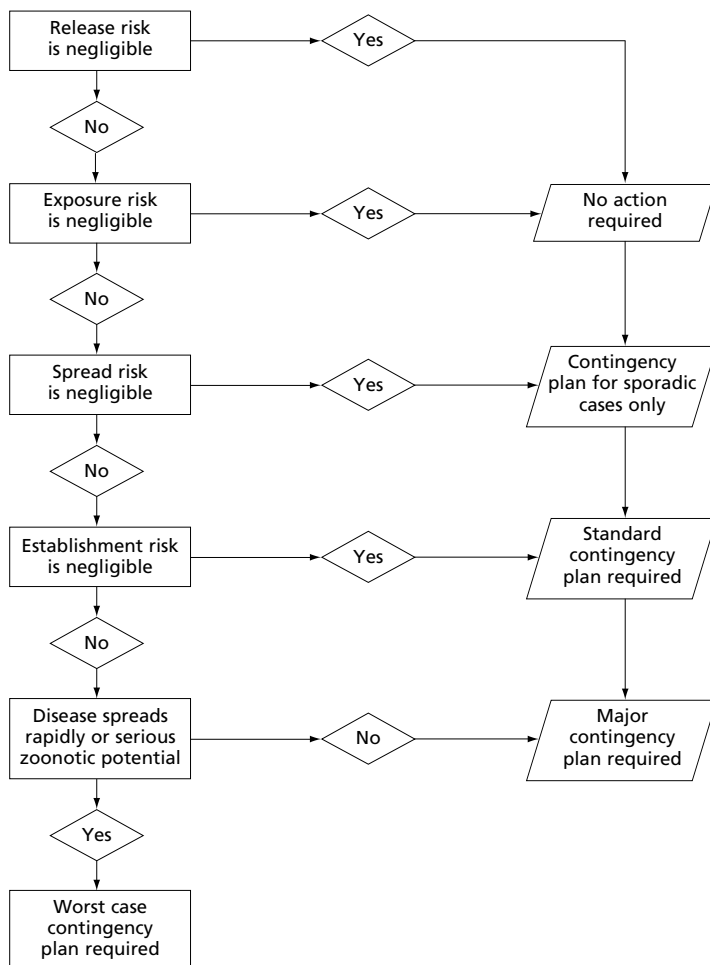 Release risk
is negligible
Yes
No
Exposure risk
is negligible
Yes
No action
required
No
Spread risk
is negligible
Yes
Contingency
plan for sporadic
cases only
No
Establishment risk
is negligible
Yes
Standard
contingency
plan required
No
Disease spreads
rapidly or serious
zoonotic potential
No
Major
contingency
plan required
Yes
Worst case
contingency
plan required